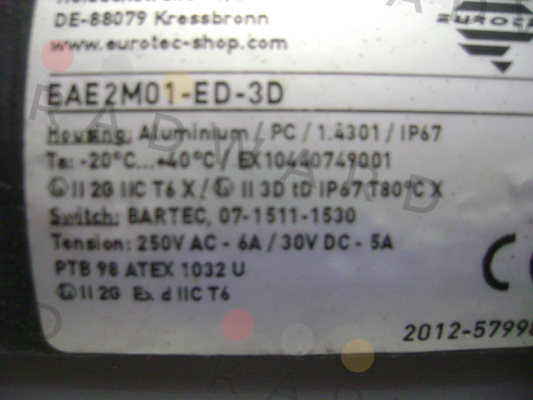 DE-88079 Kressbronn
www.eurotec-shop.com
EAE2M01-ED-3D
Housing: Aluminium / PC / 1.4301 / IP67
Ta: -20°C...+40°C / EX10440749001
II 2G IIC T6 X / II 3D tD IP67 T80°C X
Switch: BARTEC, 07-1511-1530
Tension: 250V AC - 6A / 30V DC - 5A
PTB 98 ATEX 1032 U
II 2G Ex d IIC T6
2012-5799
RADWARD